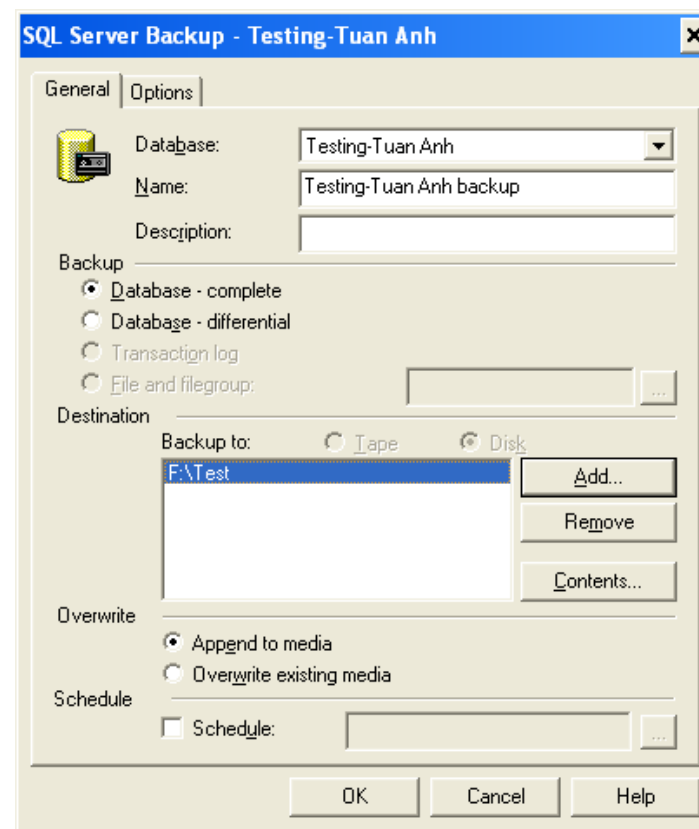 SQL Server Backup - Testing-Tuan Anh
General Options
Database: Testing-Tuan Anh
Name: Testing-Tuan Anh backup
Description:
Backup
Database - complete
Database - differential
Transaction log
File and filegroup: ...
Destination
Backup to: Tape Disk
F:\Test
Add...
Remove
Contents...
Overwrite
Append to media
Overwrite existing media
Schedule
Schedule: ...
OK Cancel Help